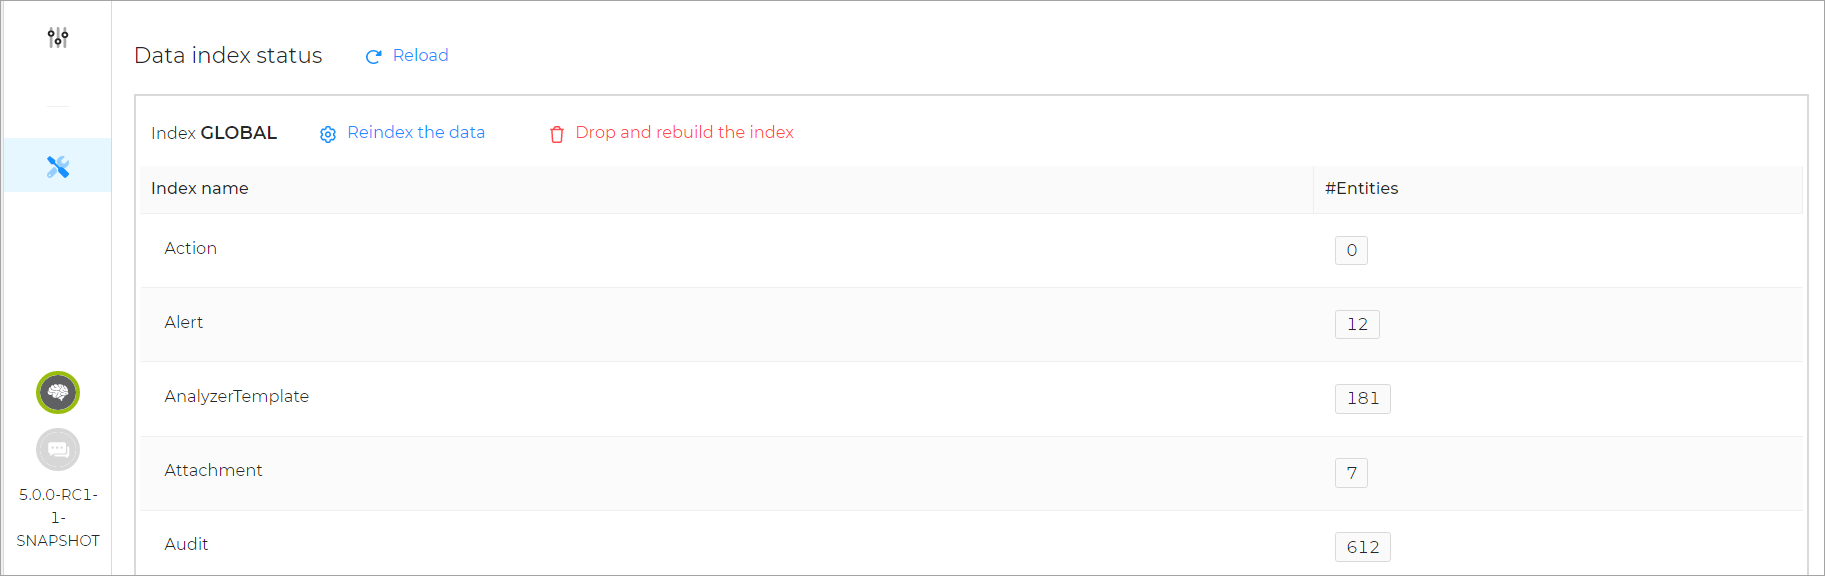 Data index status Reload
Index GLOBAL Reindex the data Drop and rebuild the index
Index name #Entities
Action 0
Alert 12
AnalyzerTemplate 181
Attachment 7
Audit 612
5.0.0-RC1-
1-
SNAPSHOT